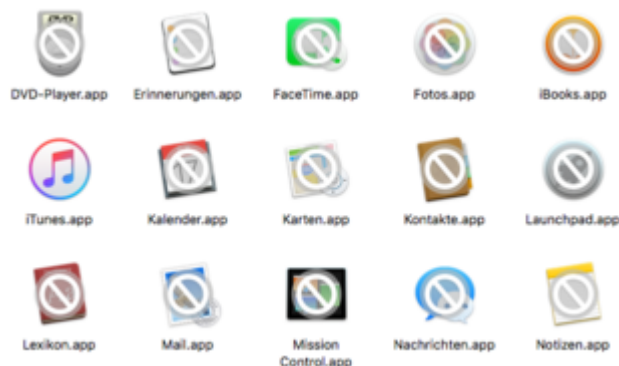 DVD-Player.app
Erinnerungen.app
FaceTime.app
Fotos.app
iBooks.app
iTunes.app
Kalender.app
Karten.app
Kontakte.app
Launchpad.app
Lexikon.app
Mail.app
Mission
Control.app
Nachrichten.app
Notizen.app